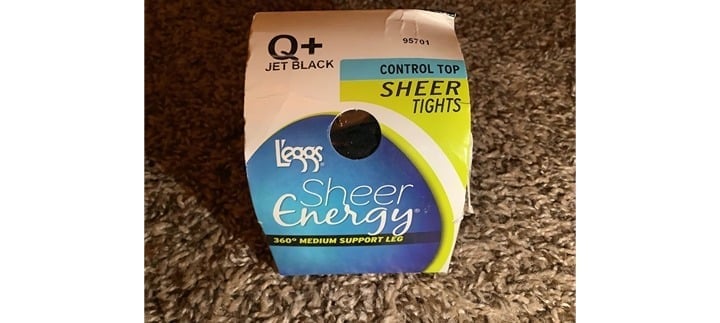 Q+
JET BLACK
95701
CONTROL TOP
SHEER
TIGHTS
L'eggs®
Sheer
Energy®
360° MEDIUM SUPPORT LEG